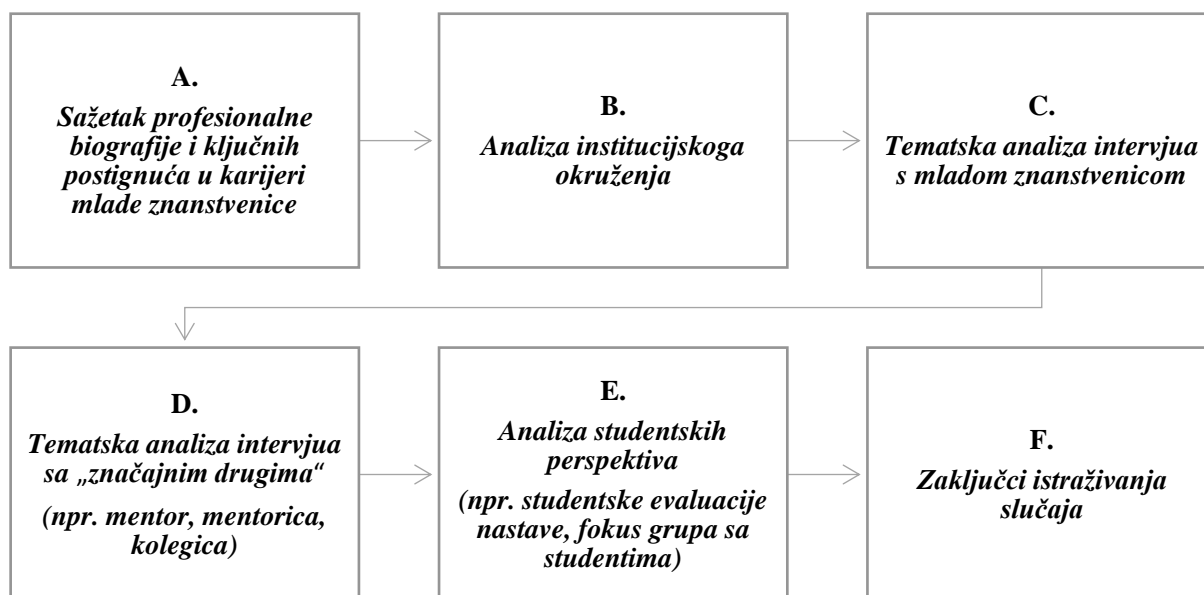 A.
Sažetak profesionalne
biografije i ključnih
postignuća u karijeri
mlade znanstvenice
B.
Analiza institucijskoga
okruženja
C.
Tematska analiza intervjua
s mladom znanstvenicom
D.
Tematska analiza intervjua
sa „značajnim drugima“
(npr. mentor, mentorica,
kolegica)
E.
Analiza studentskih
perspektiva
(npr. studentske evaluacije
nastave, fokus grupa sa
studentima)
F.
Zaključci istraživanja
slučaja